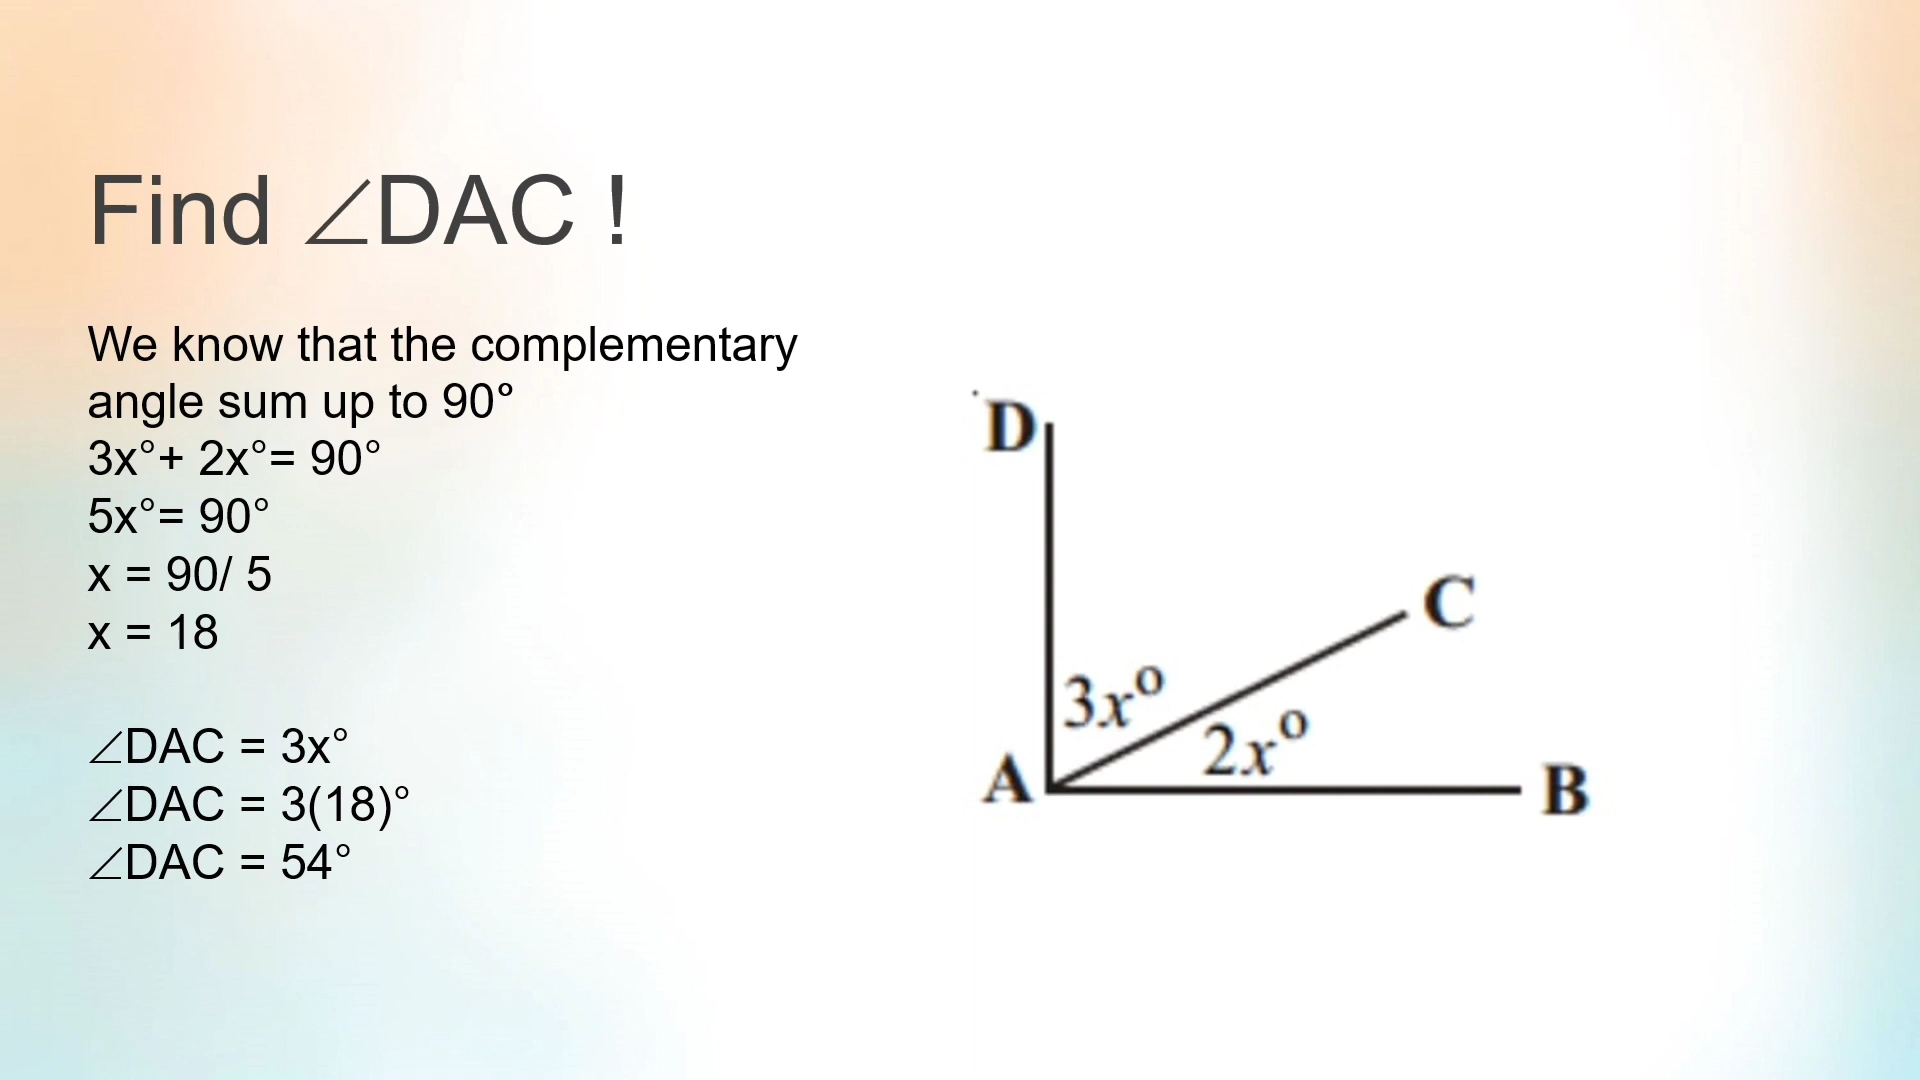 Find ∠DAC !
We know that the complementary
angle sum up to 90°
3x°+ 2x°= 90°
5x°= 90°
x = 90/ 5
x = 18
∠DAC = 3x°
∠DAC = 3(18)°
∠DAC = 54°
D
C
3x°
2x°
A
B